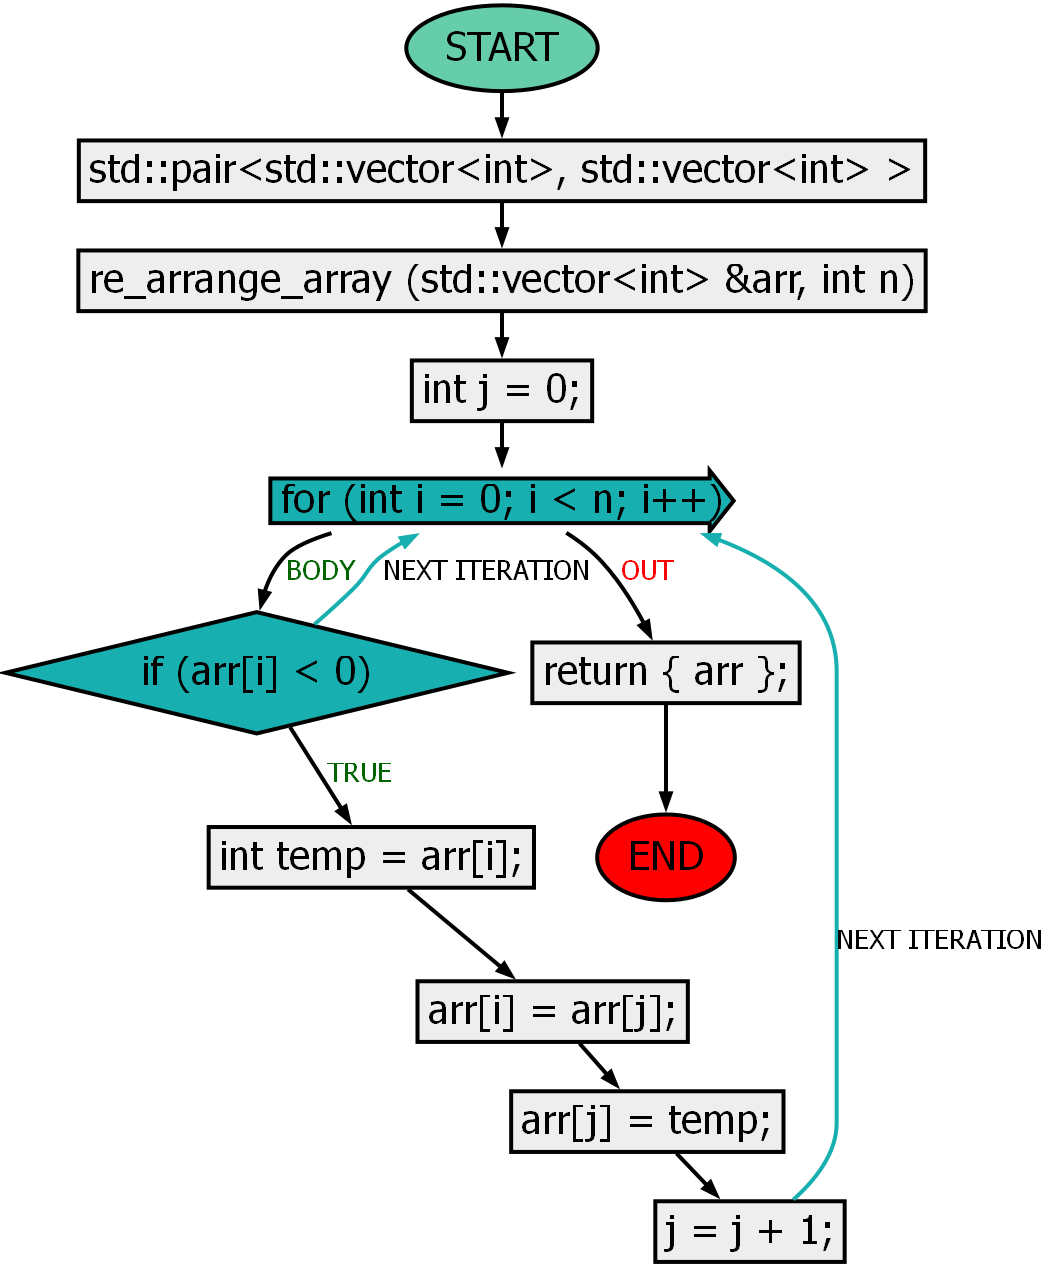 START
std::pair<std::vector<int>, std::vector<int> >
re_arrange_array (std::vector<int> &arr, int n)
int j = 0;
for (int i = 0; i < n; i++)
BODY
NEXT ITERATION
OUT
if (arr[i] < 0)
return { arr };
TRUE
int temp = arr[i];
END
NEXT ITERATION
arr[i] = arr[j];
arr[j] = temp;
j = j + 1;